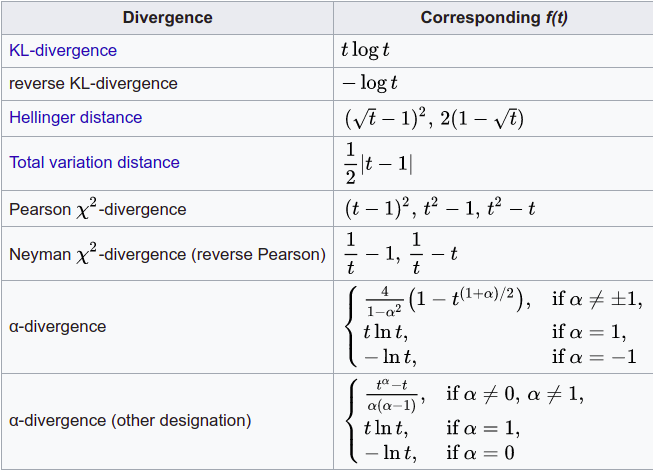 Divergence Corresponding f(t)
KL-divergence t log t
reverse KL-divergence − log t
Hellinger distance (√t − 1)², 2(1 − √t)
Total variation distance 1/2 |t − 1|
Pearson χ²-divergence (t − 1)², t² − 1, t² − t
Neyman χ²-divergence (reverse Pearson) 1/t − 1, 1/t − t
α-divergence { 4/(1−α²) (1 − t^((1+α)/2)), if α ≠ ±1,
t ln t, if α = 1,
− ln t, if α = −1
α-divergence (other designation) { (t^α − t)/(α(α−1)), if α ≠ 0, α ≠ 1,
t ln t, if α = 1,
− ln t, if α = 0